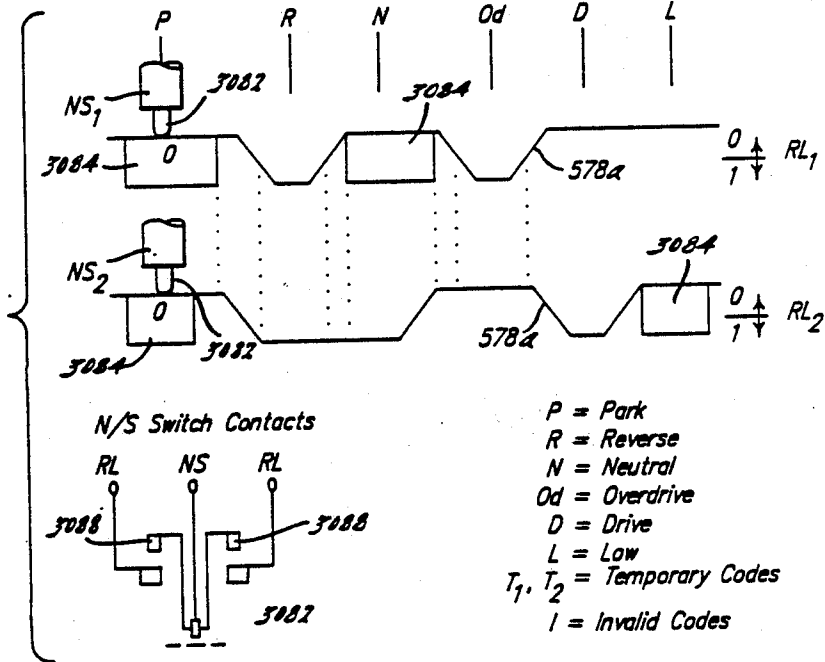 P R N Od D L
3082
NS1
3084
3084 0
578a
0
1
RL1
NS2
3084
0
3082
3084
578a
0
1
RL2
N/S Switch Contacts
RL NS RL
3088 3088
3082
P = Park
R = Reverse
N = Neutral
Od = Overdrive
D = Drive
L = Low
T1, T2 = Temporary Codes
I = Invalid Codes